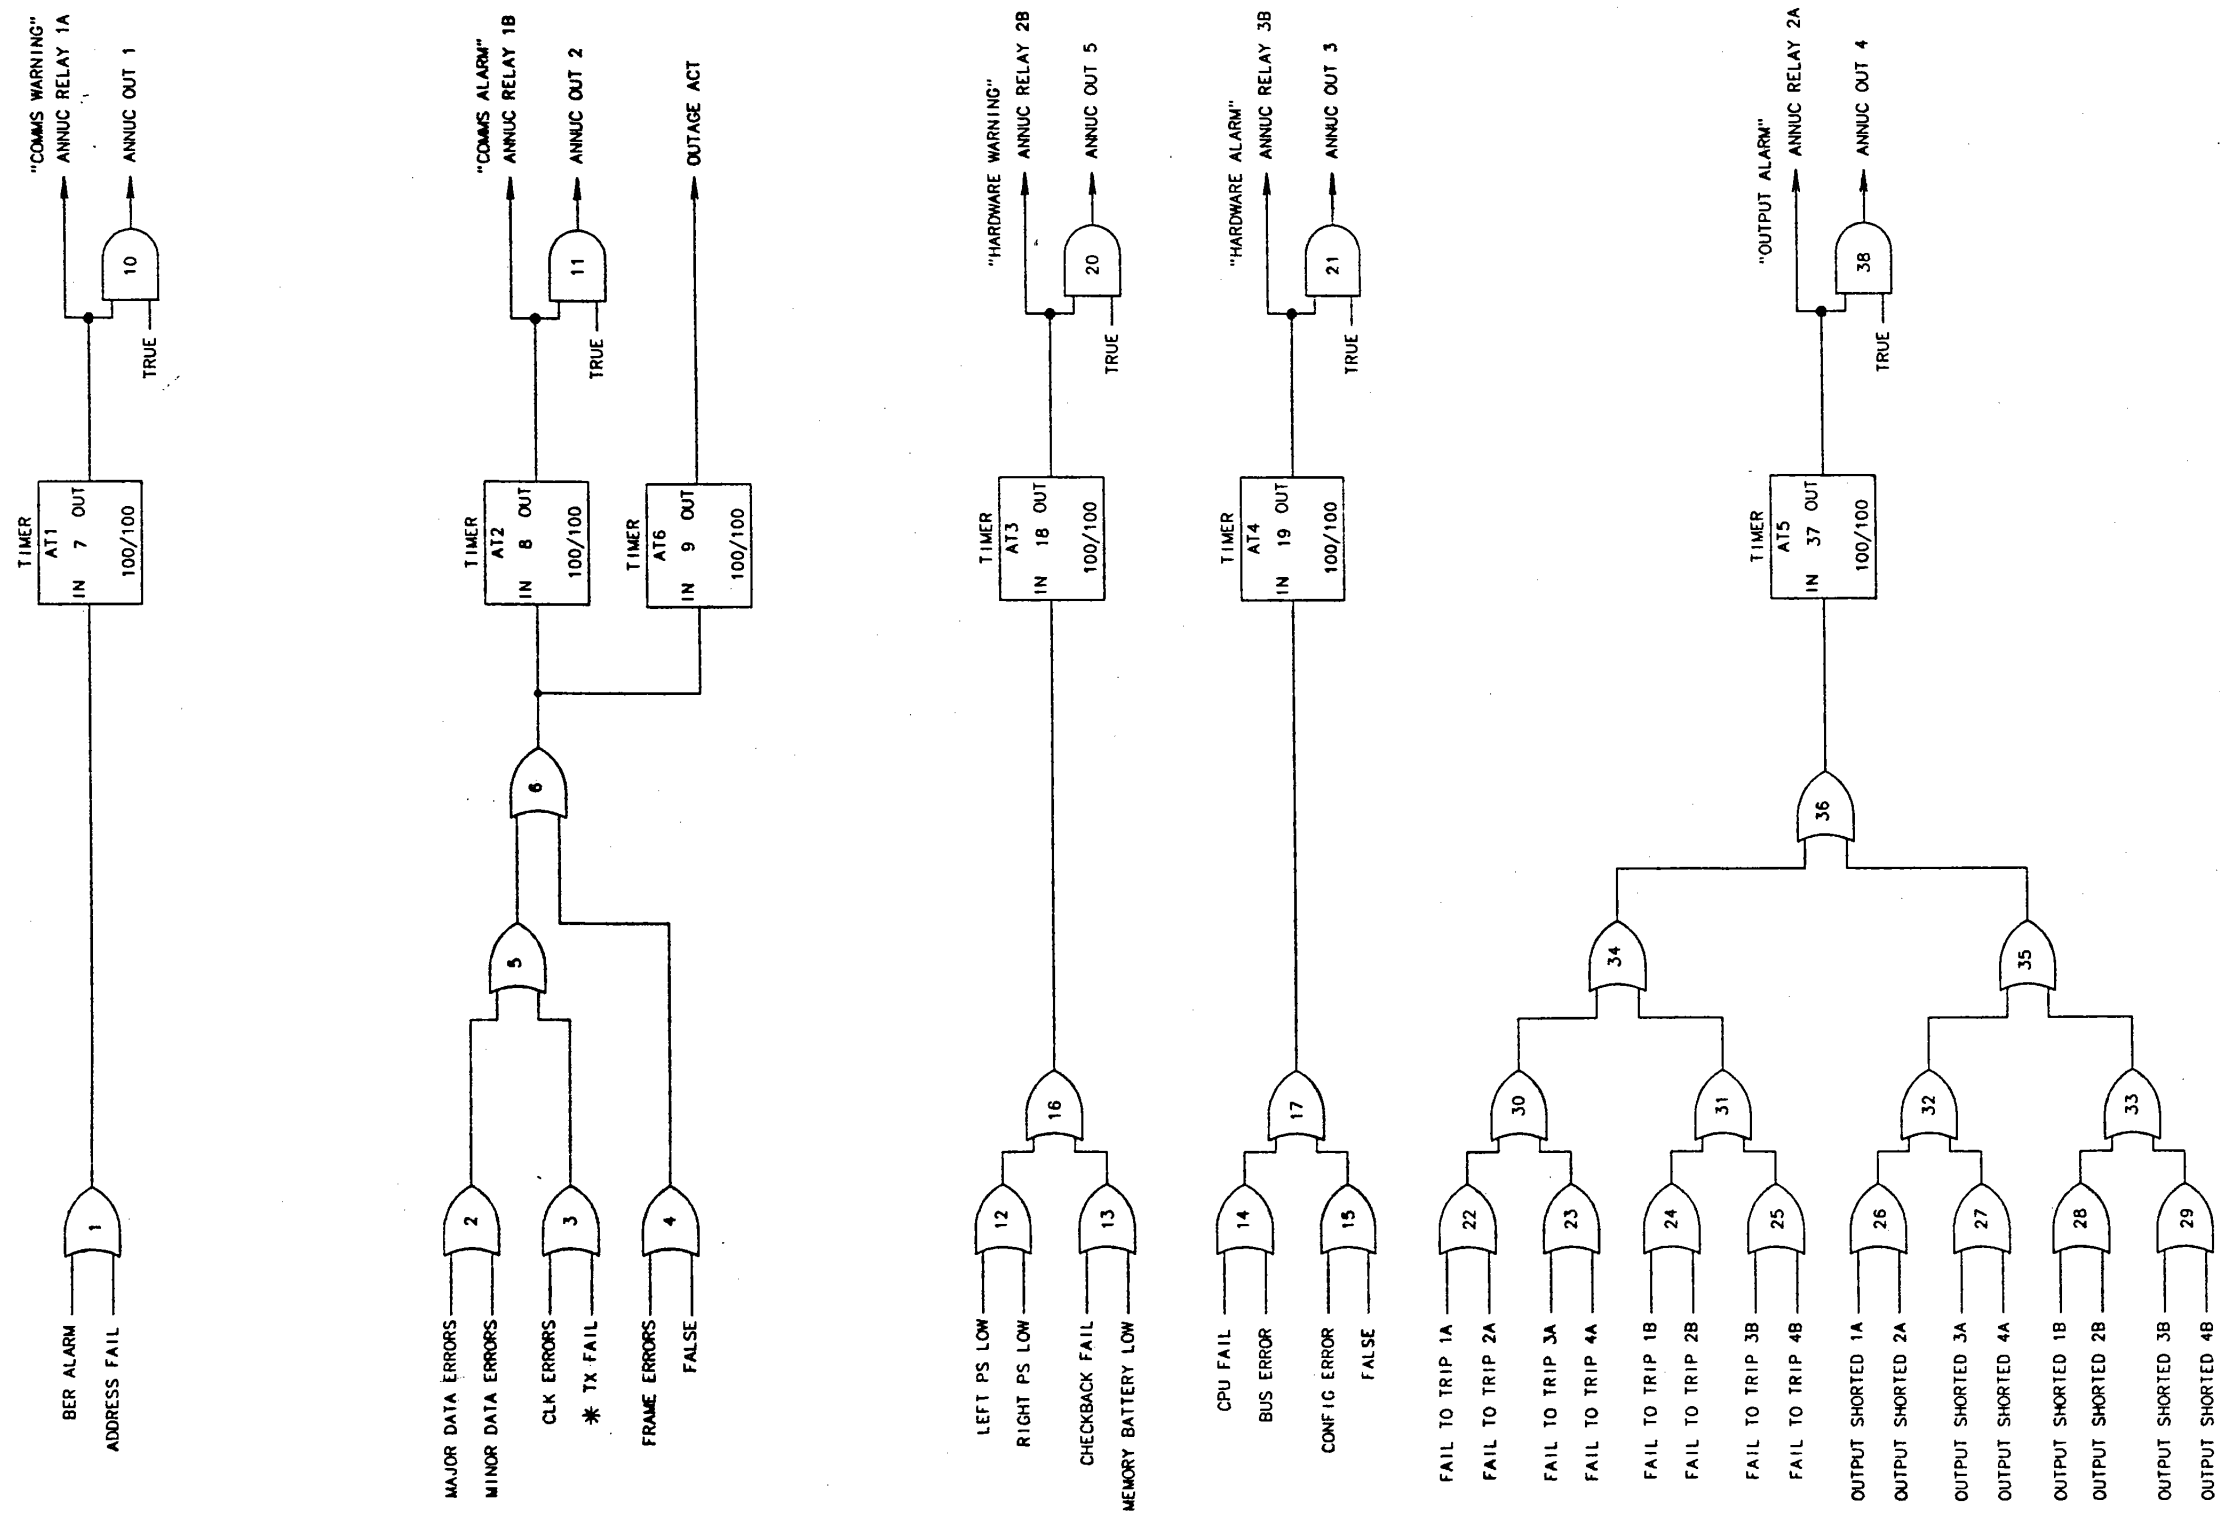 BER ALARM
ADDRESS FAIL
1
TIMER
AT1
IN 7 OUT
100/100
TRUE
10
"COMMS WARNING"
ANNUC RELAY 1A
ANNUC OUT 1
MAJOR DATA ERRORS
MINOR DATA ERRORS
CLK ERRORS
* TX FAIL
FRAME ERRORS
FALSE
2
3
4
5
6
TIMER
AT2
IN 8 OUT
100/100
TIMER
AT6
IN 9 OUT
100/100
TRUE
11
"COMMS ALARM"
ANNUC RELAY 1B
ANNUC OUT 2
OUTAGE ACT
LEFT PS LOW
RIGHT PS LOW
CHECKBACK FAIL
MEMORY BATTERY LOW
12
13
16
TIMER
AT3
IN 18 OUT
100/100
TRUE
20
"HARDWARE WARNING"
ANNUC RELAY 2B
ANNUC OUT 5
CPU FAIL
BUS ERROR
CONFIG ERROR
FALSE
14
15
17
TIMER
AT4
IN 19 OUT
100/100
TRUE
21
"HARDWARE ALARM"
ANNUC RELAY 3B
ANNUC OUT 3
FAIL TO TRIP 1A
FAIL TO TRIP 2A
FAIL TO TRIP 3A
FAIL TO TRIP 4A
FAIL TO TRIP 1B
FAIL TO TRIP 2B
FAIL TO TRIP 3B
FAIL TO TRIP 4B
OUTPUT SHORTED 1A
OUTPUT SHORTED 2A
OUTPUT SHORTED 3A
OUTPUT SHORTED 4A
OUTPUT SHORTED 1B
OUTPUT SHORTED 2B
OUTPUT SHORTED 3B
OUTPUT SHORTED 4B
22
23
24
25
26
27
28
29
30
31
32
33
34
35
36
TIMER
AT5
IN 37 OUT
100/100
TRUE
38
"OUTPUT ALARM"
ANNUC RELAY 2A
ANNUC OUT 4